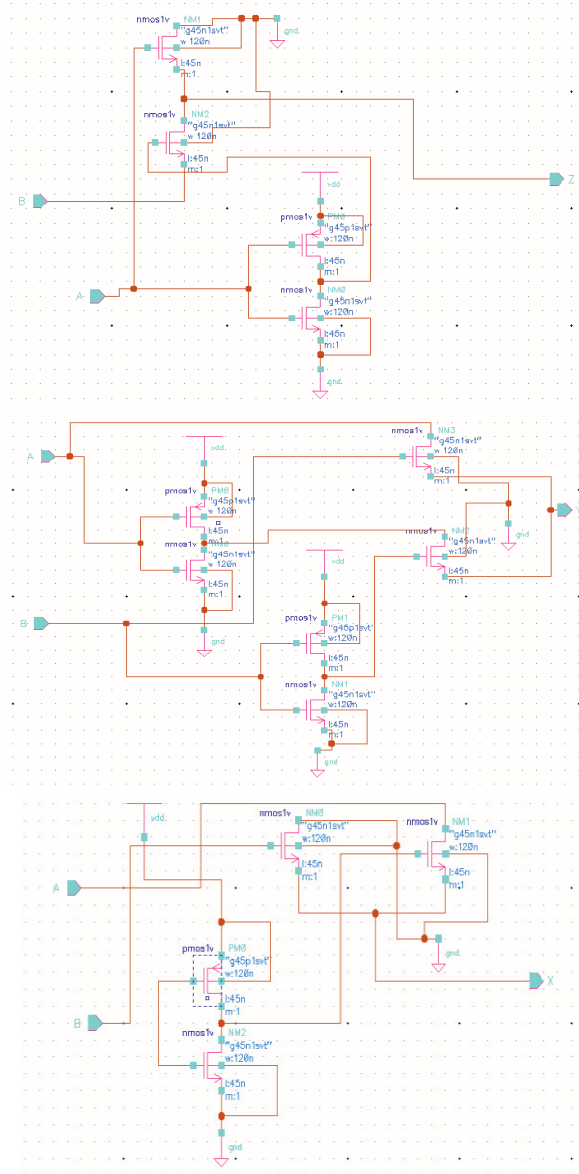 nmos1v NM1
"g45n1svt"
w 120n
l:45n
m:1
gnd
nmos1v NM2
"g45n1svt"
w 120n
l:45n
m:1
Z
B
vdd
pmos1v PM0
"g45p1svt"
w:120n
l:45n
m:1
A
nmos1v NM0
"g45n1svt"
w:120n
l:45n
m:1
gnd
nmos1v NM3
"g45n1svt"
w 120n
l:45n
m:1
A
vdd
pmos1v PM0
"g45p1svt"
w 120n
l:45n
m:1
Y
gnd
nmos1v
"g45n1svt"
w 120n
l:45n
m:1
nmos1v
"g45n1svt"
w:120n
l:45n
m:1
vdd
B
gnd
pmos1v PM1
"g45p1svt"
w:120n
l:45n
m:1
nmos1v NM1
"g45n1svt"
w:120n
l:45n
m:1
gnd
vdd
nmos1v NM0
"g45n1svt"
w:120n
l:45n
m:1
nmos1v NM1
"g45n1svt"
w:120n
l:45n
m:1
A
gnd
pmos1v PM0
"g45p1svt"
w:120n
l:45n
m:1
X
B
nmos1v NM2
"g45n1svt"
w:120n
l:45n
m:1
gnd